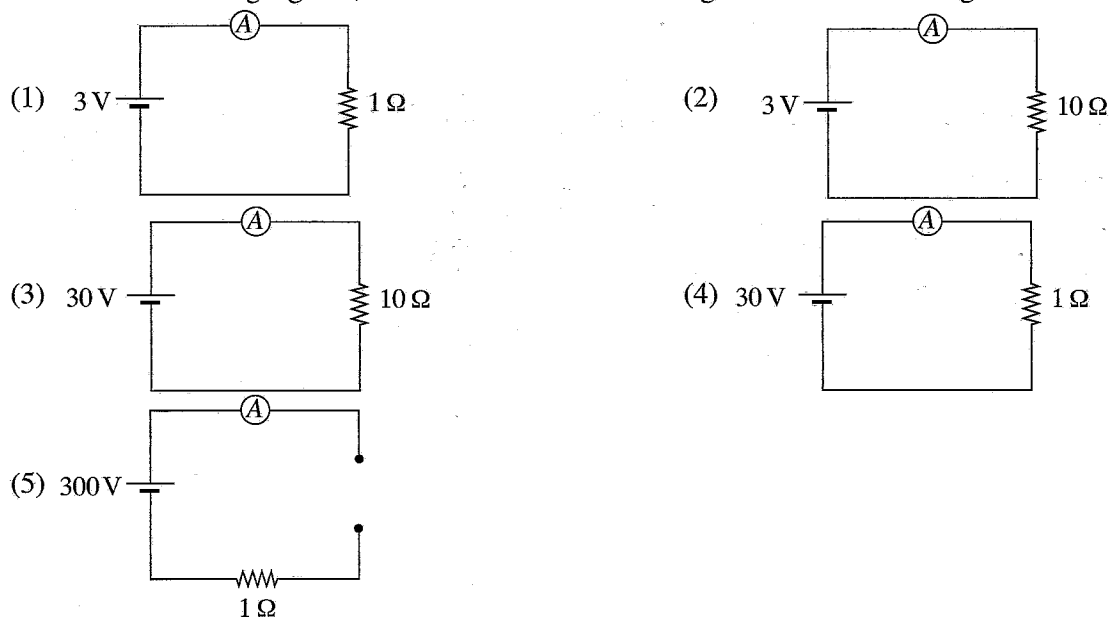 (1) 3 V A 1 Ω
(2) 3 V A 10 Ω
(3) 30 V A 10 Ω
(4) 30 V A 1 Ω
(5) 300 V A
1 Ω